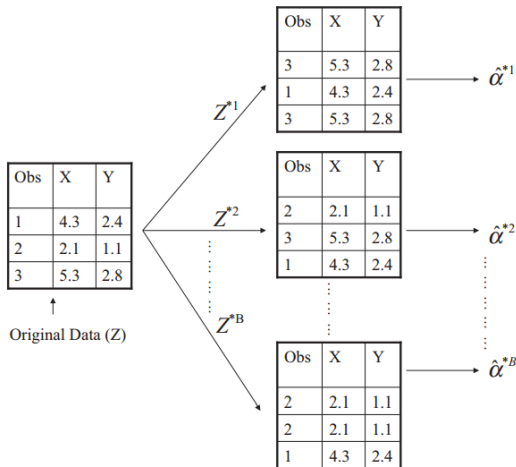 Obs X Y
3 5.3 2.8
1 4.3 2.4
3 5.3 2.8
α̂*1
Z*1
Obs X Y
1 4.3 2.4
2 2.1 1.1
3 5.3 2.8
Original Data (Z)
Z*2
Obs X Y
2 2.1 1.1
3 5.3 2.8
1 4.3 2.4
α̂*2
Z*B
Obs X Y
2 2.1 1.1
2 2.1 1.1
1 4.3 2.4
α̂*B